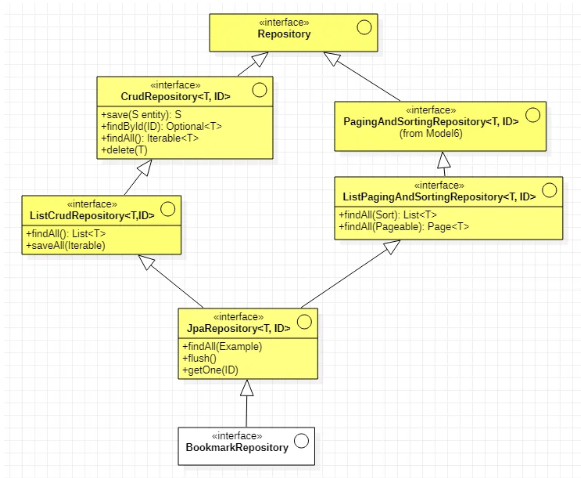 «interface»
Repository
«interface»
CrudRepository<T, ID>
+save(S entity): S
+findById(ID): Optional<T>
+findAll(): Iterable<T>
+delete(T)
«interface»
PagingAndSortingRepository<T, ID>
(from Model6)
«interface»
ListCrudRepository<T,ID>
+findAll(): List<T>
+saveAll(Iterable)
«interface»
ListPagingAndSortingRepository<T, ID>
+findAll(Sort): List<T>
+findAll(Pageable): Page<T>
«interface»
JpaRepository<T, ID>
+findAll(Example)
+flush()
+getOne(ID)
«interface»
BookmarkRepository